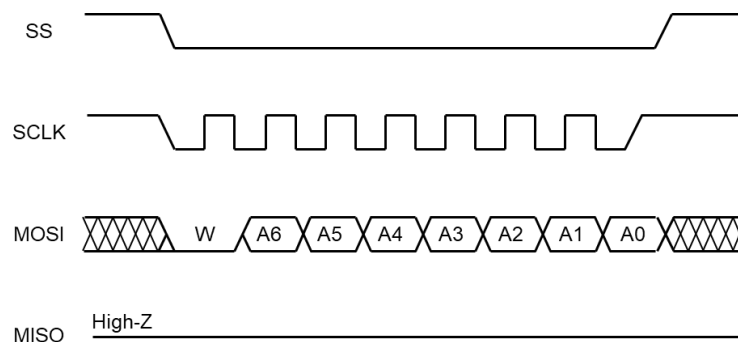 SS
SCLK
MOSI W A6 A5 A4 A3 A2 A1 A0
High-Z
MISO